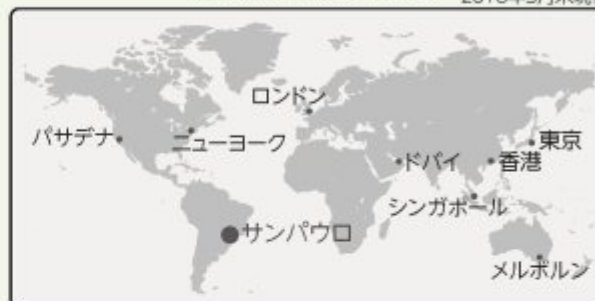 ロンドン
パサデナ
ニューヨーク
東京
ドバイ
香港
シンガポール
サンパウロ
メルボルン